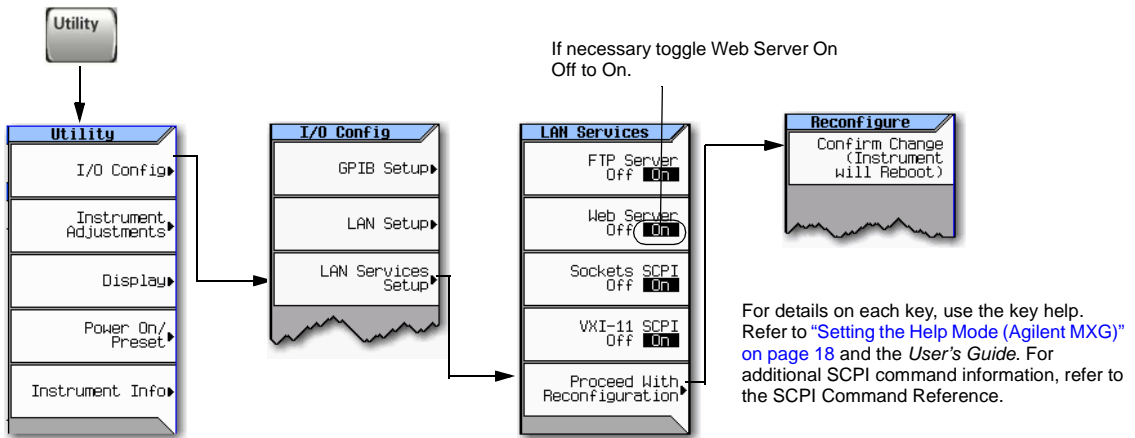 Utility
If necessary toggle Web Server On
Off to On.
Utility
I/O Config
Instrument
Adjustments
Display
Power On/
Preset
Instrument Info
I/O Config
GPIB Setup
LAN Setup
LAN Services
Setup
LAN Services
FTP Server
Off On
Web Server
Off On
Sockets SCPI
Off On
VXI-11 SCPI
Off On
Proceed With
Reconfiguration
Reconfigure
Confirm Change
(Instrument
will Reboot)
For details on each key, use the key help.
Refer to “Setting the Help Mode (Agilent MXG)”
on page 18 and the User’s Guide. For
additional SCPI command information, refer to
the SCPI Command Reference.